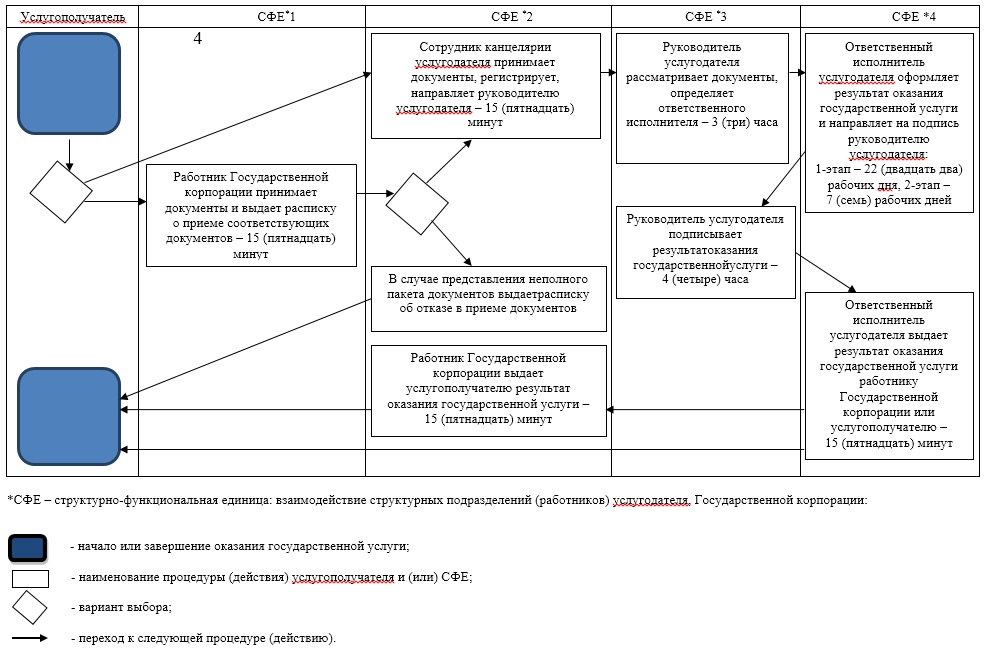 Услугополучатель
СФЕ*1
СФЕ *2
СФЕ *3
СФЕ *4
4
Сотрудник канцелярии
услугодателя принимает
документы, регистрирует,
направляет руководителю
услугодателя – 15 (пятнадцать)
минут
Руководитель
услугодателя
рассматривает документы,
определяет
ответственного
исполнителя – 3 (три) часа
Ответственный
исполнитель
услугодателя оформляет
результат оказания
государственной услуги
и направляет на подпись
руководителю
услугодателя:
1-этап – 22 (двадцать два)
рабочих дня, 2-этап –
7 (семь) рабочих дней
Работник Государственной
корпорации принимает
документы и выдает расписку
о приеме соответствующих
документов – 15 (пятнадцать)
минут
Руководитель услугодателя
подписывает
результатоказания
государственнойуслуги –
4 (четыре) часа
В случае представления неполного
пакета документов выдаетрасписку
об отказе в приеме документов
Ответственный
исполнитель
услугодателя выдает
результат оказания
государственной услуги
работнику
Государственной
корпорации или
услугополучателю –
15 (пятнадцать) минут
Работник Государственной
корпорации выдает
услугополучателю результат
оказания государственной услуги –
15 (пятнадцать) минут
*СФЕ – структурно-функциональная единица: взаимодействие структурных подразделений (работников) услугодателя, Государственной корпорации:
- начало или завершение оказания государственной услуги;
- наименование процедуры (действия) услугополучателя и (или) СФЕ;
- вариант выбора;
- переход к следующей процедуре (действию).